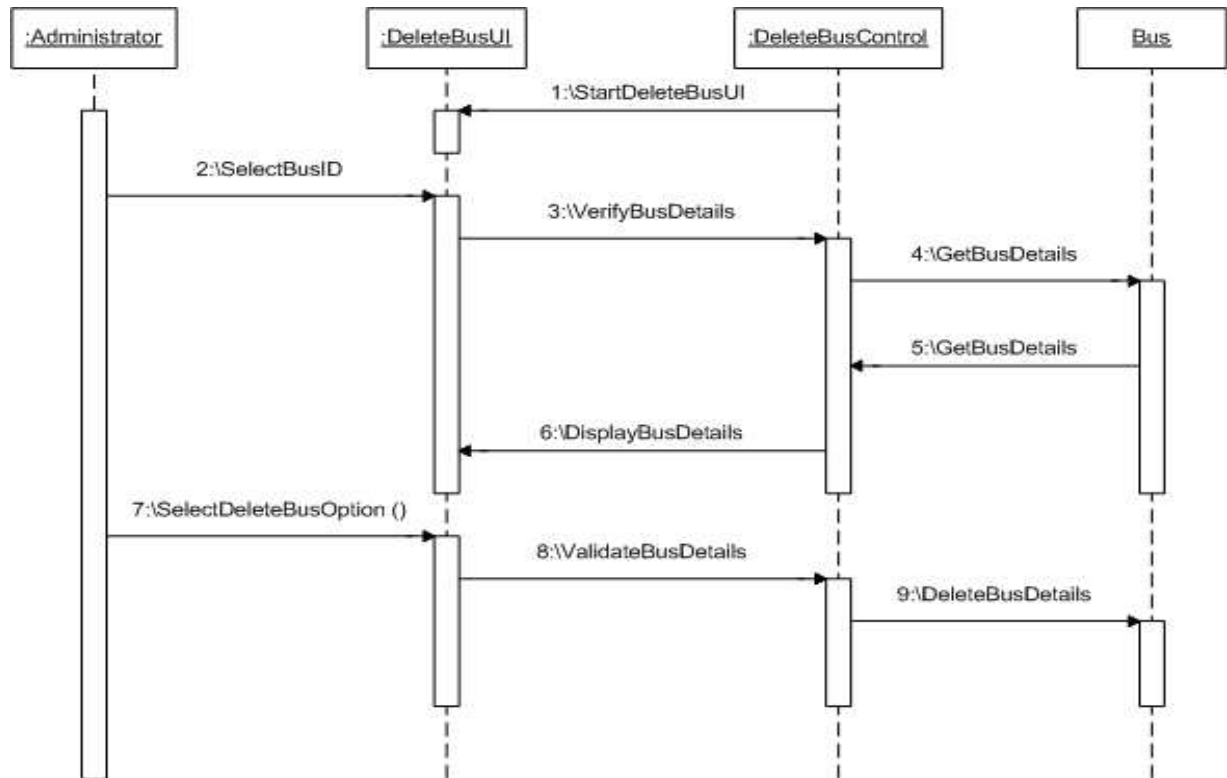 :Administrator
:DeleteBusUI
:DeleteBusControl
Bus
1:\StartDeleteBusUI
2:\SelectBusID
3:\VerifyBusDetails
4:\GetBusDetails
5:\GetBusDetails
6:\DisplayBusDetails
7:\SelectDeleteBusOption ()
8:\ValidateBusDetails
9:\DeleteBusDetails